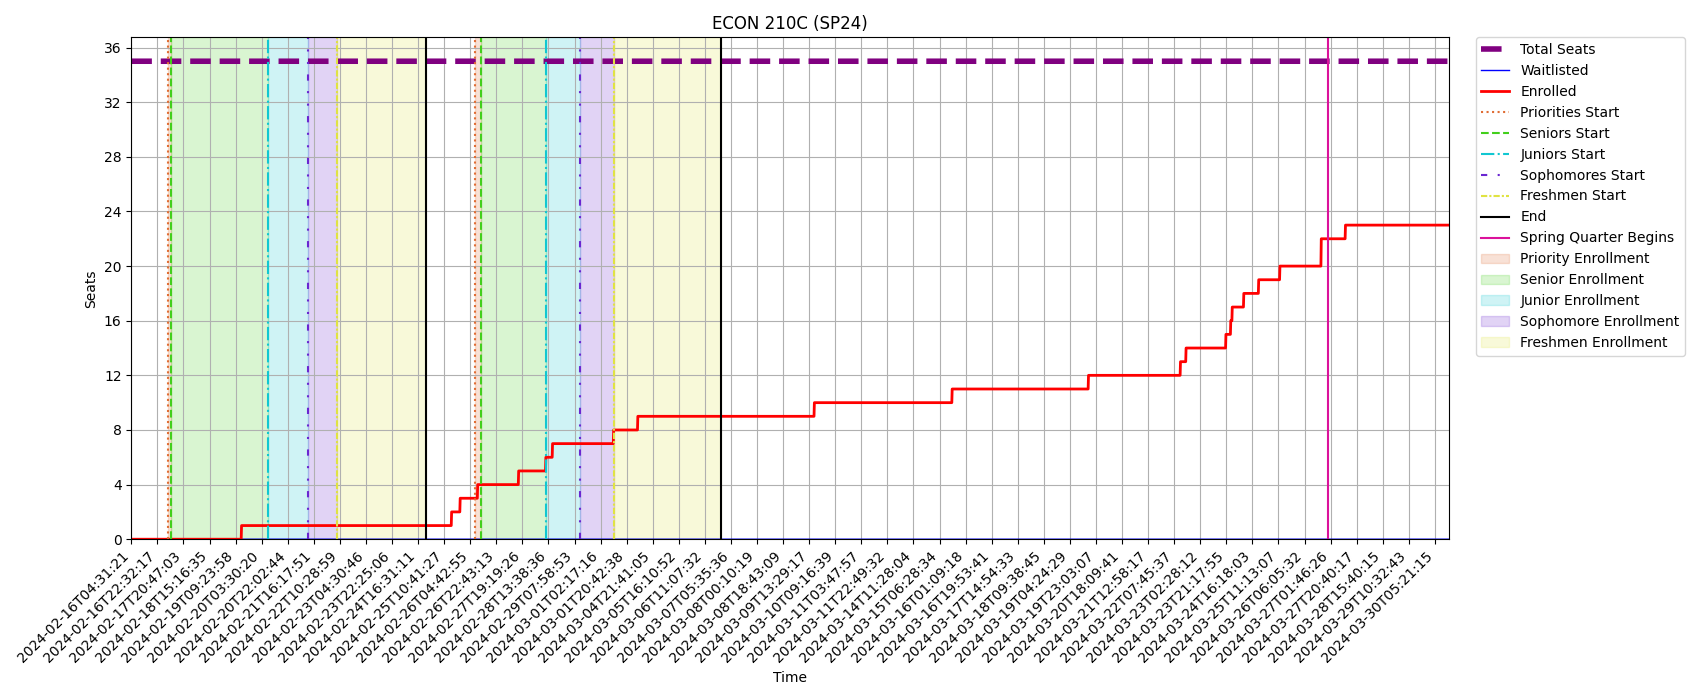 ECON 210C (SP24)
Seats
36
32
28
24
20
16
12
8
4
0
2024-02-16T04:31:21
2024-02-16T22:32:17
2024-02-17T20:47:03
2024-02-18T15:16:35
2024-02-19T09:23:58
2024-02-20T03:30:20
2024-02-20T22:02:44
2024-02-21T16:17:51
2024-02-22T10:28:59
2024-02-23T04:30:46
2024-02-23T22:25:06
2024-02-24T16:31:11
2024-02-25T10:41:27
2024-02-26T04:42:55
2024-02-26T22:43:13
2024-02-27T19:19:26
2024-02-28T13:38:36
2024-02-29T07:58:53
2024-03-01T02:17:16
2024-03-01T20:42:38
2024-03-04T21:41:05
2024-03-05T16:10:52
2024-03-06T11:07:32
2024-03-07T05:35:36
2024-03-08T00:10:19
2024-03-08T18:43:09
2024-03-09T13:29:17
2024-03-10T09:16:39
2024-03-11T03:47:57
2024-03-11T22:49:32
2024-03-14T11:28:04
2024-03-15T06:28:34
2024-03-16T01:09:18
2024-03-16T19:53:41
2024-03-17T14:54:33
2024-03-18T09:38:45
2024-03-19T04:24:29
2024-03-19T23:03:07
2024-03-20T18:09:41
2024-03-21T12:58:17
2024-03-22T07:45:37
2024-03-23T02:28:12
2024-03-23T21:17:55
2024-03-24T16:18:03
2024-03-25T11:13:07
2024-03-26T06:05:32
2024-03-27T01:46:26
2024-03-27T20:40:17
2024-03-28T15:40:15
2024-03-29T10:32:43
2024-03-30T05:21:15
Time
Total Seats
Waitlisted
Enrolled
Priorities Start
Seniors Start
Juniors Start
Sophomores Start
Freshmen Start
End
Spring Quarter Begins
Priority Enrollment
Senior Enrollment
Junior Enrollment
Sophomore Enrollment
Freshmen Enrollment